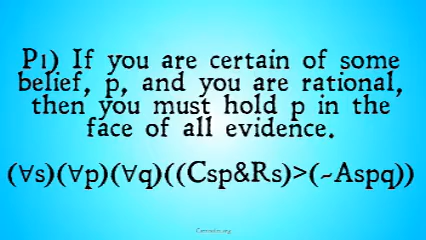 P1) If you are certain of some
belief, p, and you are rational,
then you must hold p in the
face of all evidence.
(∀s)(∀p)(∀q)((Csp&Rs)>(~Aspq))